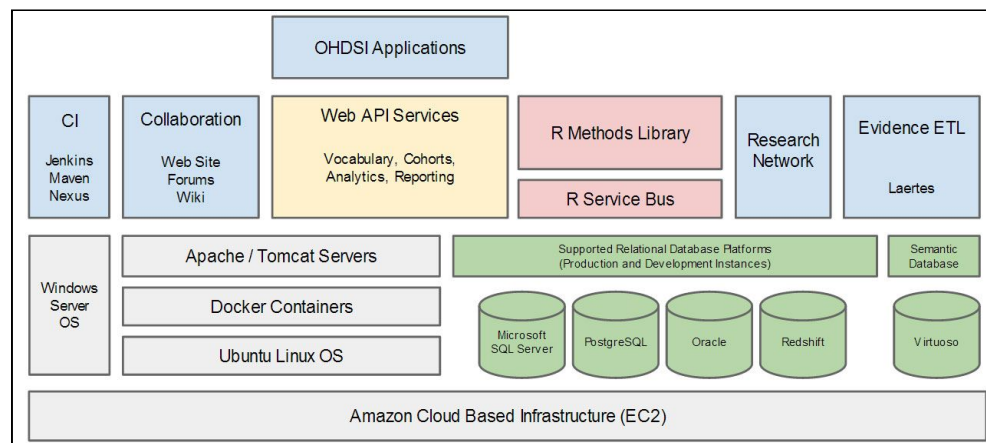 OHDSI Applications
CI
Jenkins
Maven
Nexus
Collaboration
Web Site
Forums
Wiki
Web API Services
Vocabulary, Cohorts,
Analytics, Reporting
R Methods Library
R Service Bus
Research
Network
Evidence ETL
Laertes
Windows
Server
OS
Apache / Tomcat Servers
Docker Containers
Ubuntu Linux OS
Supported Relational Database Platforms
(Production and Development Instances)
Semantic
Database
Microsoft
SQL Server
PostgreSQL
Oracle
Redshift
Virtuoso
Amazon Cloud Based Infrastructure (EC2)